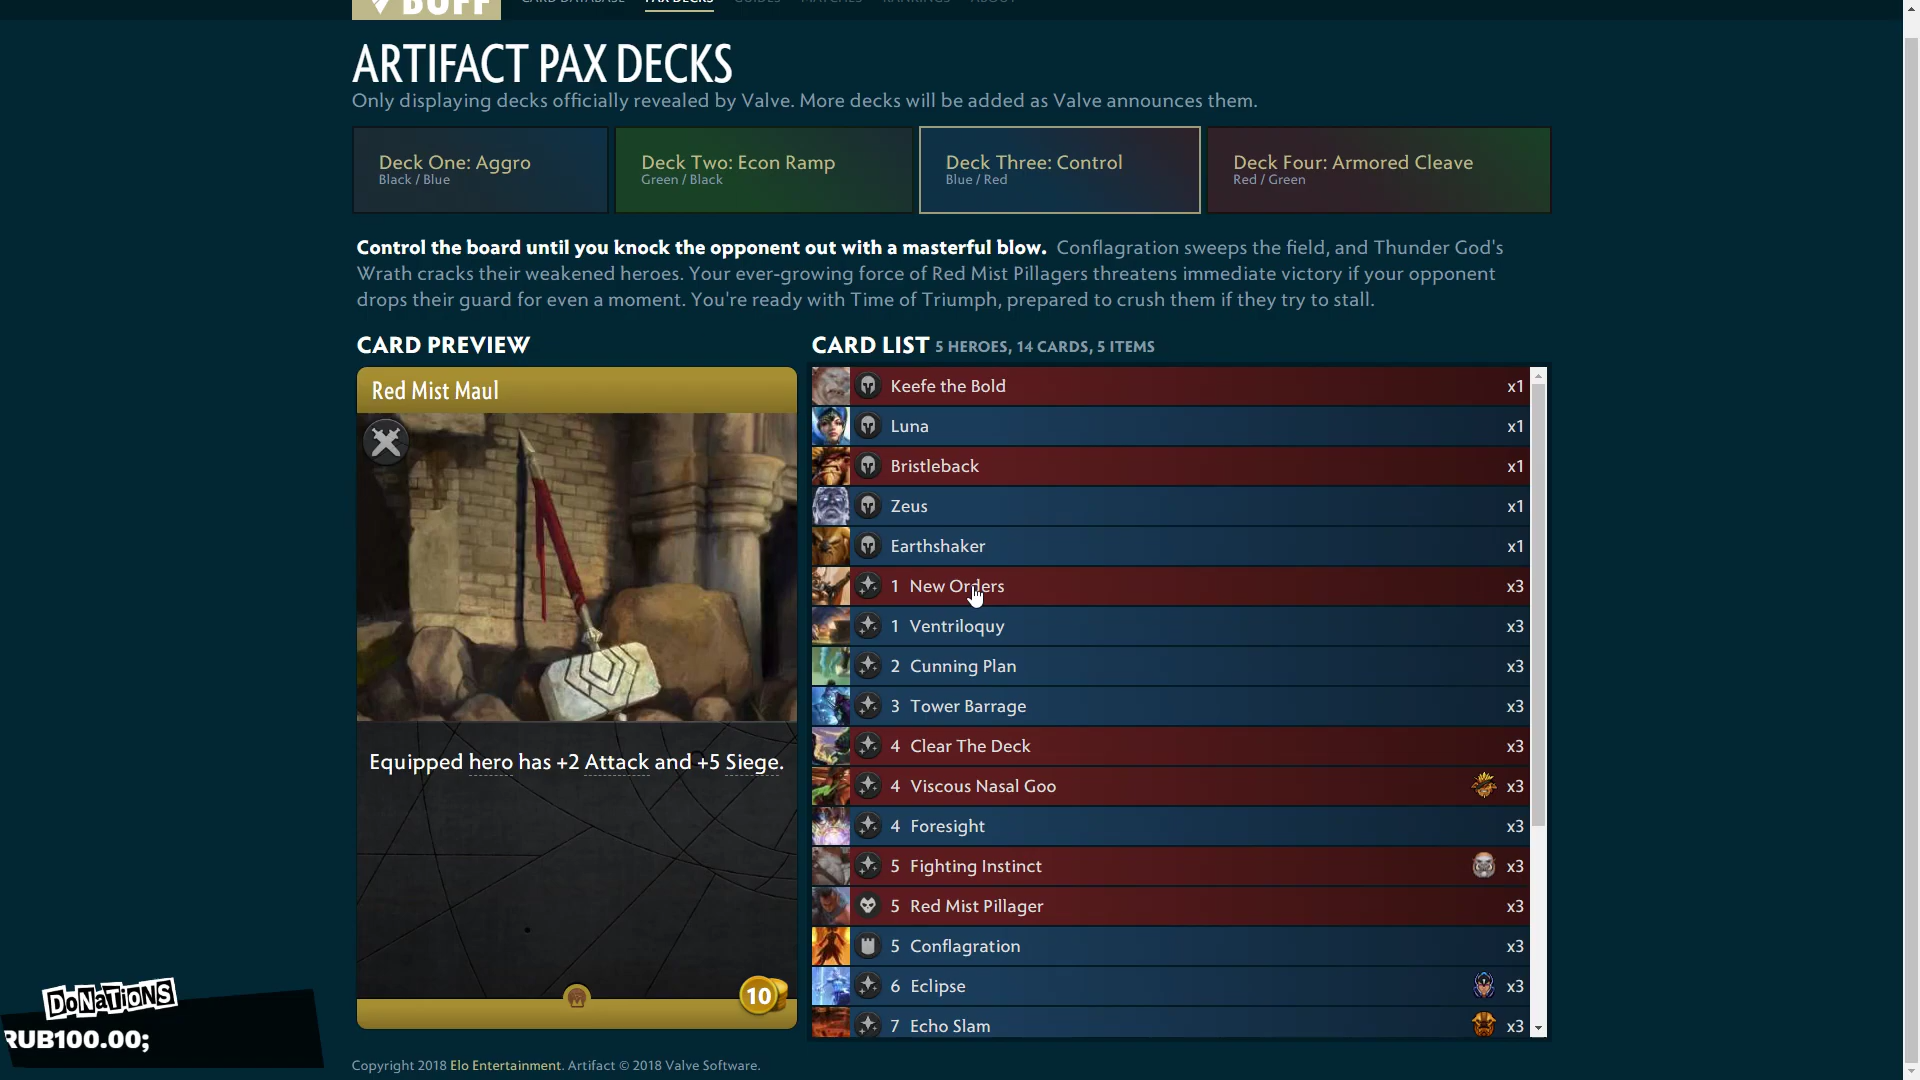 BUFF
CARD DATABASE PAX DECKS GUIDES MATCHES RANKINGS ABOUT
ARTIFACT PAX DECKS
Only displaying decks officially revealed by Valve. More decks will be added as Valve announces them.
Deck One: Aggro
Black / Blue
Deck Two: Econ Ramp
Green / Black
Deck Three: Control
Blue / Red
Deck Four: Armored Cleave
Red / Green
Control the board until you knock the opponent out with a masterful blow. Conflagration sweeps the field, and Thunder God's
Wrath cracks their weakened heroes. Your ever-growing force of Red Mist Pillagers threatens immediate victory if your opponent
drops their guard for even a moment. You're ready with Time of Triumph, prepared to crush them if they try to stall.
CARD PREVIEW
Red Mist Maul
Equipped hero has +2 Attack and +5 Siege.
10
CARD LIST 5 HEROES, 14 CARDS, 5 ITEMS
Keefe the Bold x1
Luna x1
Bristleback x1
Zeus x1
Earthshaker x1
1 New Orders x3
1 Ventriloquy x3
2 Cunning Plan x3
3 Tower Barrage x3
4 Clear The Deck x3
4 Viscous Nasal Goo x3
4 Foresight x3
5 Fighting Instinct x3
5 Red Mist Pillager x3
5 Conflagration x3
6 Eclipse x3
7 Echo Slam x3
DONATIONS
RUB100.00;
Copyright 2018 Elo Entertainment. Artifact © 2018 Valve Software.